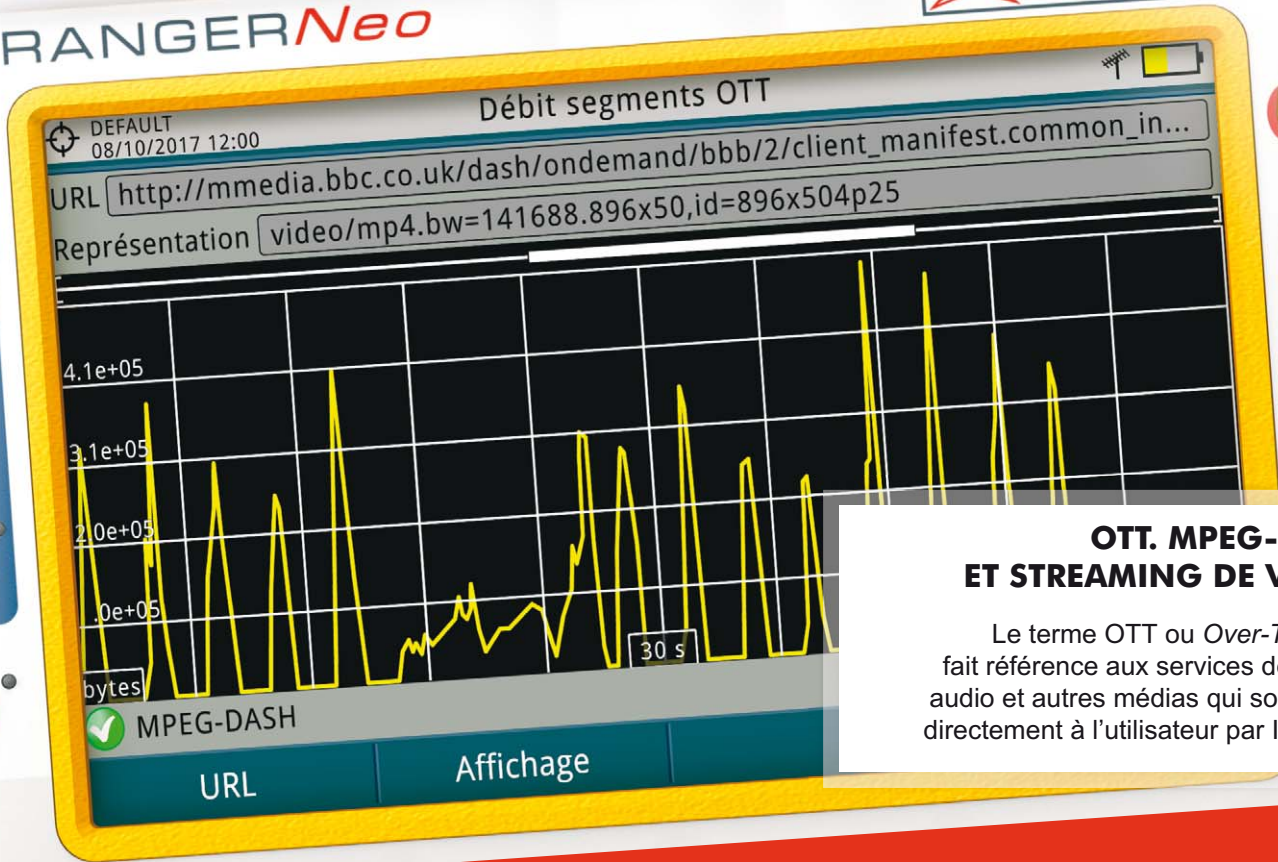 RANGERNeo
DEFAULT
08/10/2017 12:00
Débit segments OTT
URL http://mmedia.bbc.co.uk/dash/ondemand/bbb/2/client_manifest.common_in...
Représentation video/mp4.bw=141688.896x50,id=896x504p25
4.1e+05
3.1e+05
2.0e+05
.0e+05
bytes
30 s
MPEG-DASH
URL
Affichage
OTT. MPEG-
ET STREAMING DE
Le terme OTT ou Over-
fait référence aux services
audio et autres médias qui
directement à l'utilisateur par